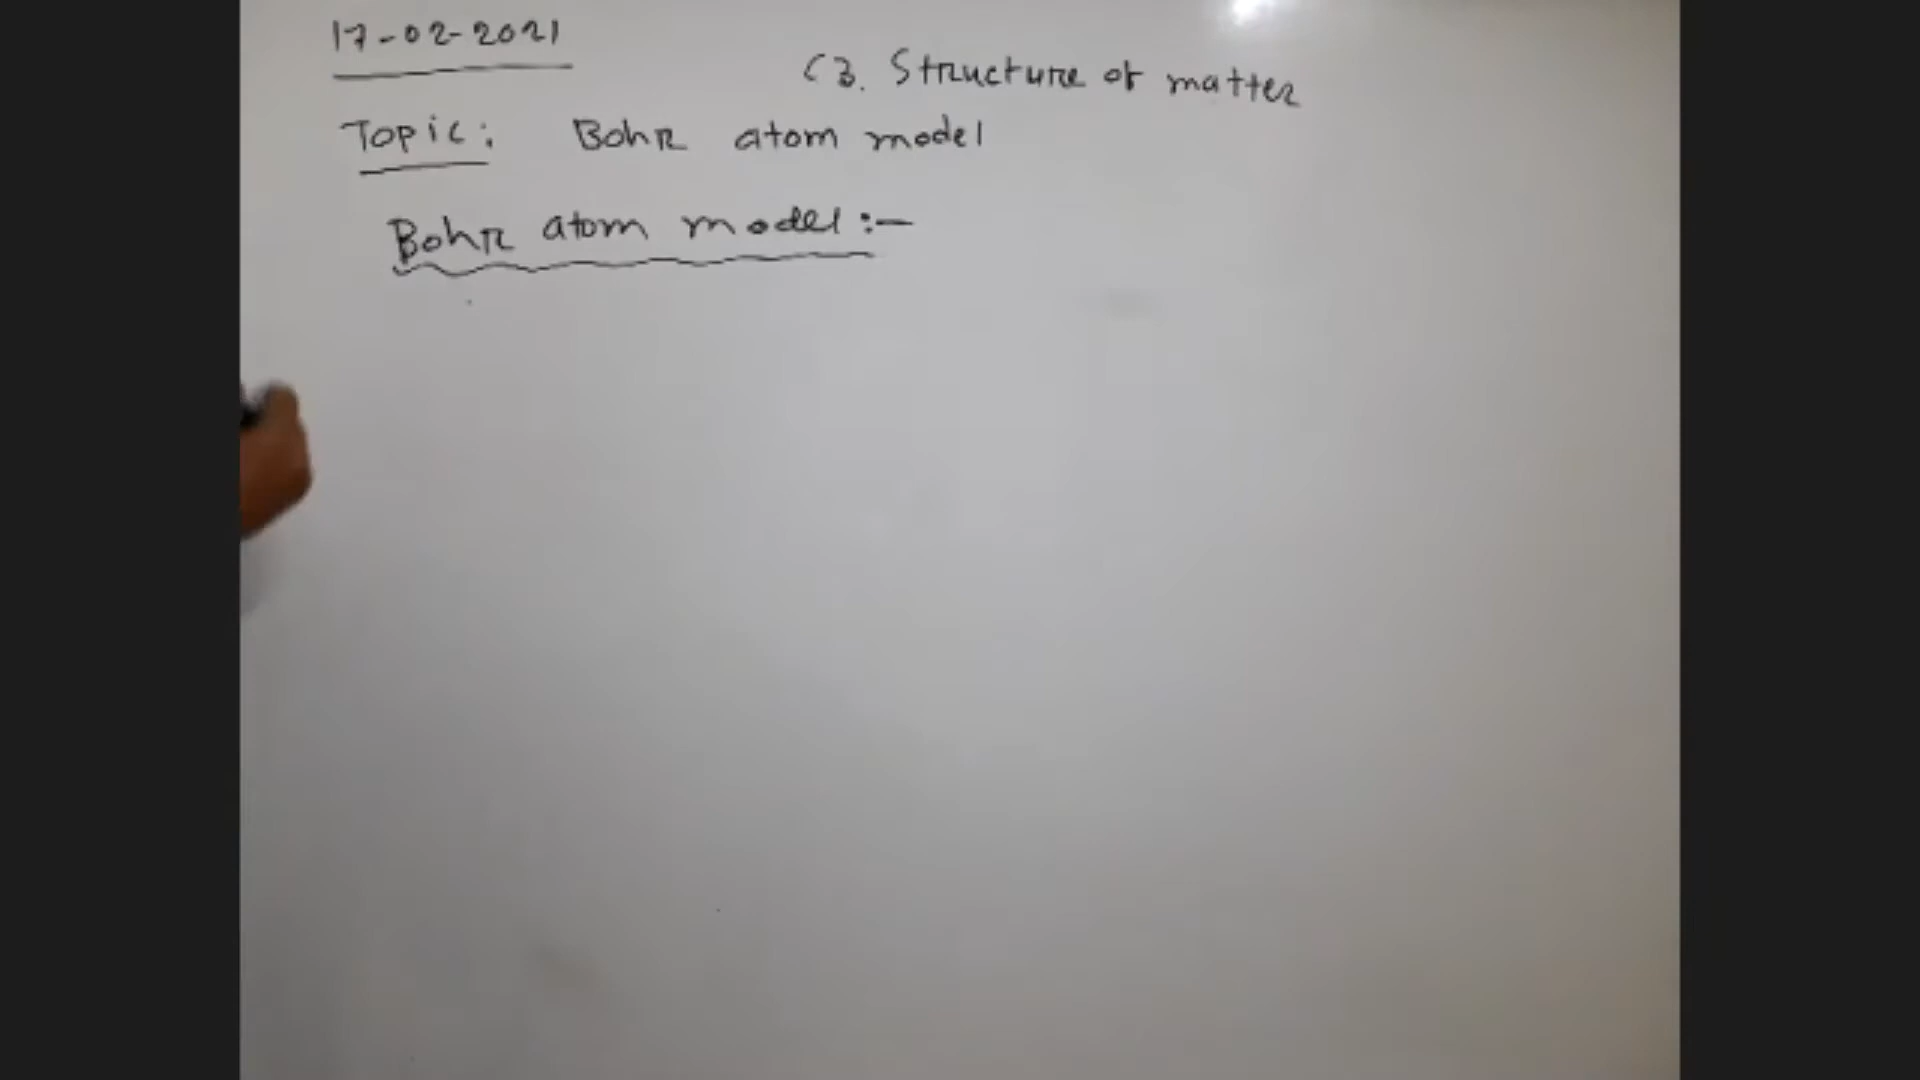 17-02-2021
C3. Structure of matter
Topic: Bohr atom model
Bohr atom model :-